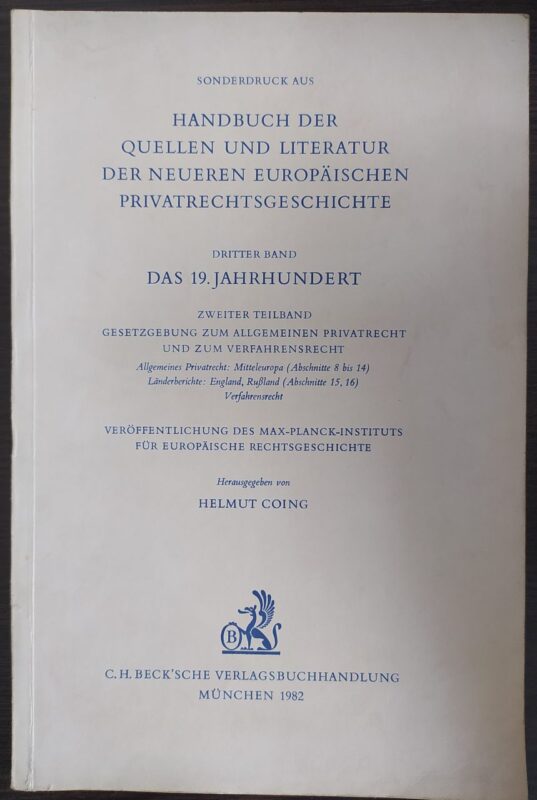 SONDERDRUCK AUS
HANDBUCH DER
QUELLEN UND LITERATUR
DER NEUEREN EUROPÄISCHEN
PRIVATRECHTSGESCHICHTE
DRITTER BAND
DAS 19. JAHRHUNDERT
ZWEITER TEILBAND
GESETZGEBUNG ZUM ALLGEMEINEN PRIVATRECHT
UND ZUM VERFAHRENSRECHT
Allgemeines Privatrecht: Mitteleuropa (Abschnitte 8 bis 14)
Länderberichte: England, Rußland (Abschnitte 15, 16)
Verfahrensrecht
VERÖFFENTLICHUNG DES MAX-PLANCK-INSTITUTS
FÜR EUROPÄISCHE RECHTSGESCHICHTE
Herausgegeben von
HELMUT COING
B
C. H. BECK'SCHE VERLAGSBUCHHANDLUNG
MÜNCHEN 1982